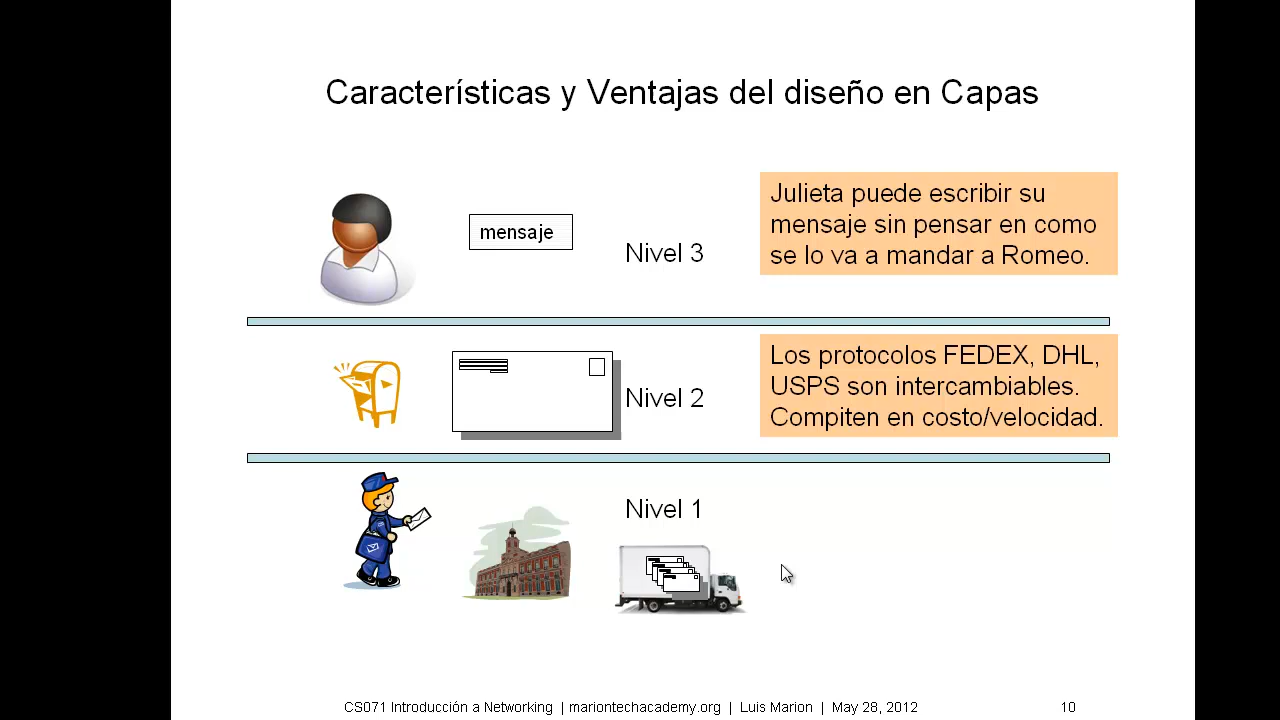 Características y Ventajas del diseño en Capas
mensaje
Nivel 3
Julieta puede escribir su
mensaje sin pensar en como
se lo va a mandar a Romeo.
Nivel 2
Los protocolos FEDEX, DHL,
USPS son intercambiables.
Compiten en costo/velocidad.
Nivel 1
CS071 Introducción a Networking | mariontechacademy.org | Luis Marion | May 28, 2012
10